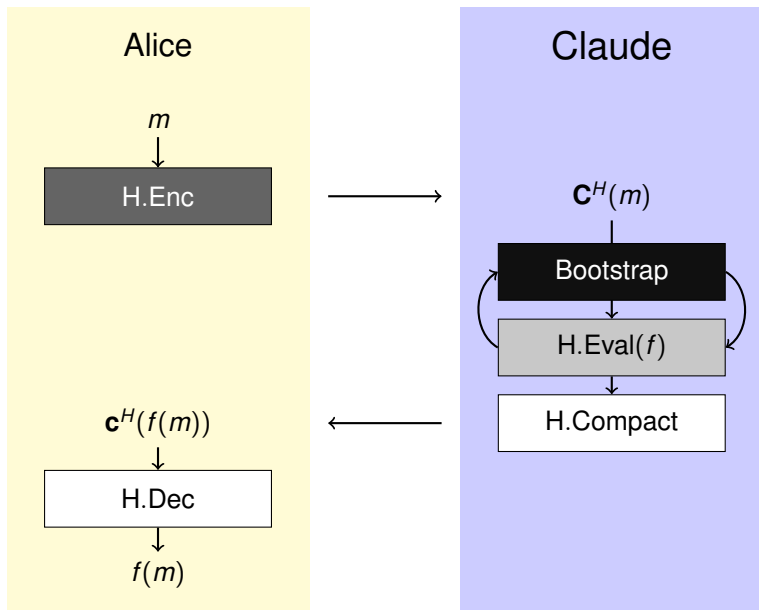 Alice
m
H.Enc
c^H(f(m))
H.Dec
f(m)
Claude
C^H(m)
Bootstrap
H.Eval(f)
H.Compact